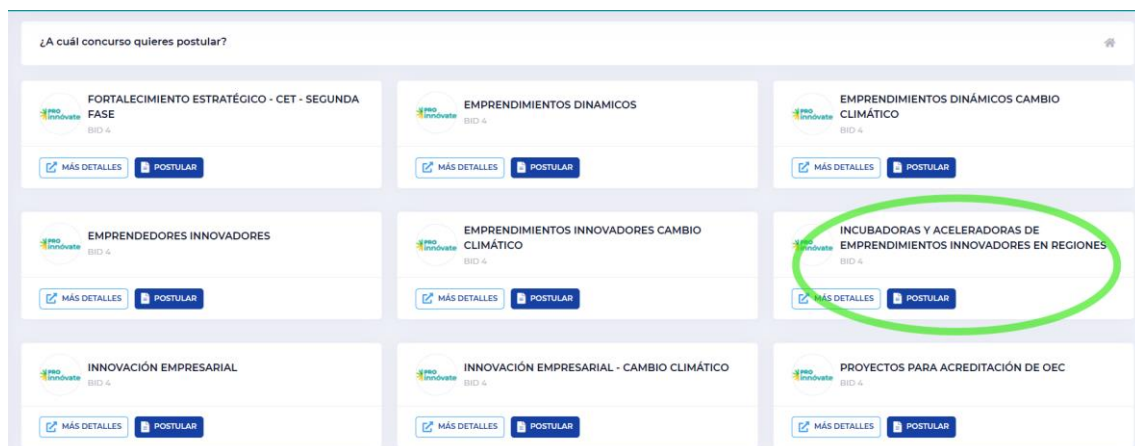 ¿A cuál concurso quieres postular?
PRO innóvate
FORTALECIMIENTO ESTRATÉGICO - CET - SEGUNDA
FASE
BID 4
MÁS DETALLES POSTULAR
PRO innóvate
EMPRENDIMIENTOS DINAMICOS
BID 4
MÁS DETALLES POSTULAR
PRO innóvate
EMPRENDIMIENTOS DINÁMICOS CAMBIO
CLIMÁTICO
BID 4
MÁS DETALLES POSTULAR
PRO innóvate
EMPRENDEDORES INNOVADORES
BID 4
MÁS DETALLES POSTULAR
PRO innóvate
EMPRENDIMIENTOS INNOVADORES CAMBIO
CLIMÁTICO
BID 4
MÁS DETALLES POSTULAR
PRO innóvate
INCUBADORAS Y ACELERADORAS DE
EMPRENDIMIENTOS INNOVADORES EN REGIONES
BID 4
MÁS DETALLES POSTULAR
PRO innóvate
INNOVACIÓN EMPRESARIAL
BID 4
MÁS DETALLES POSTULAR
PRO innóvate
INNOVACIÓN EMPRESARIAL - CAMBIO CLIMÁTICO
BID 4
MÁS DETALLES POSTULAR
PRO innóvate
PROYECTOS PARA ACREDITACIÓN DE OEC
BID 4
MÁS DETALLES POSTULAR